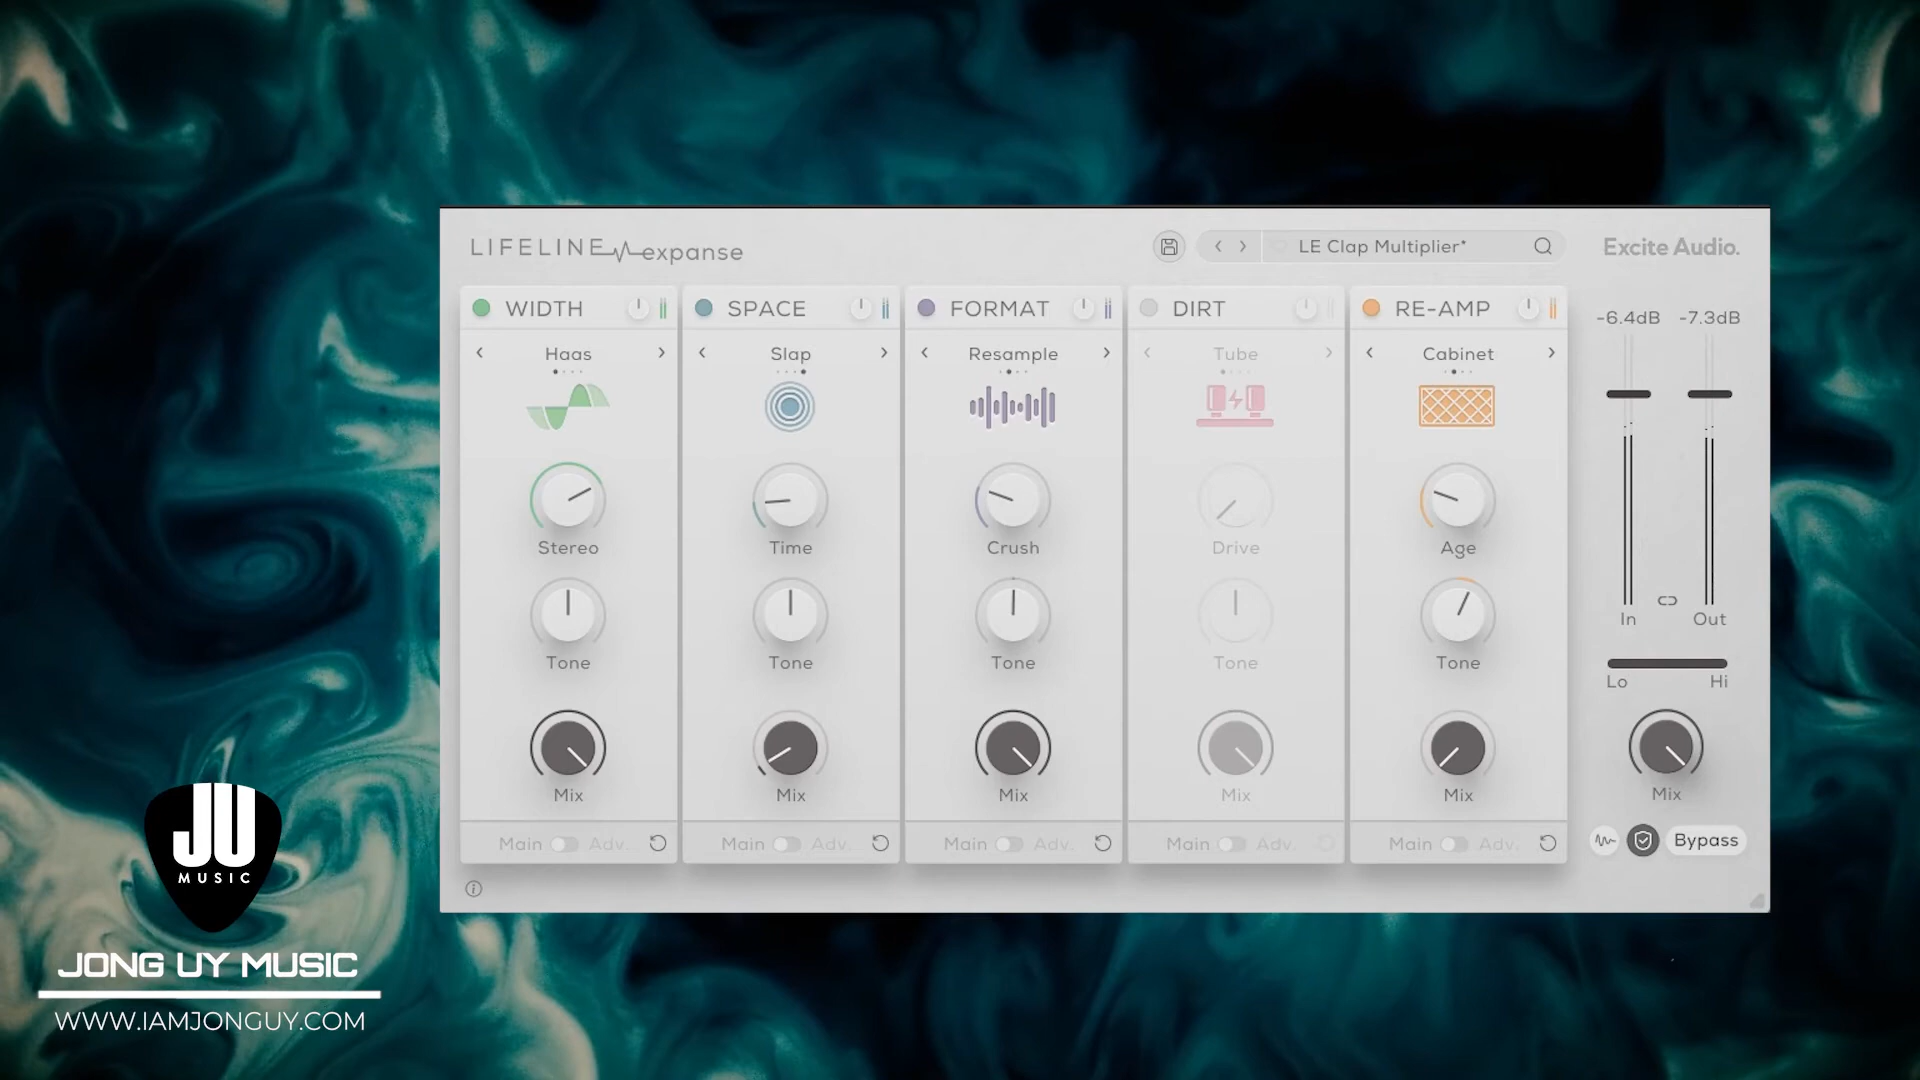 LIFELINE expanse
LE Clap Multiplier*
Excite Audio.
WIDTH
SPACE
FORMAT
DIRT
RE-AMP
-6.4dB -7.3dB
Haas
Slap
Resample
Tube
Cabinet
Stereo
Time
Crush
Drive
Age
In
Out
Tone
Tone
Tone
Tone
Tone
Lo
Hi
Mix
Mix
Mix
Mix
Mix
Mix
Main Adv.
Main Adv.
Main Adv.
Main Adv.
Main Adv.
Bypass
JU
MUSIC
JONG UY MUSIC
WWW.IAMJONGUY.COM